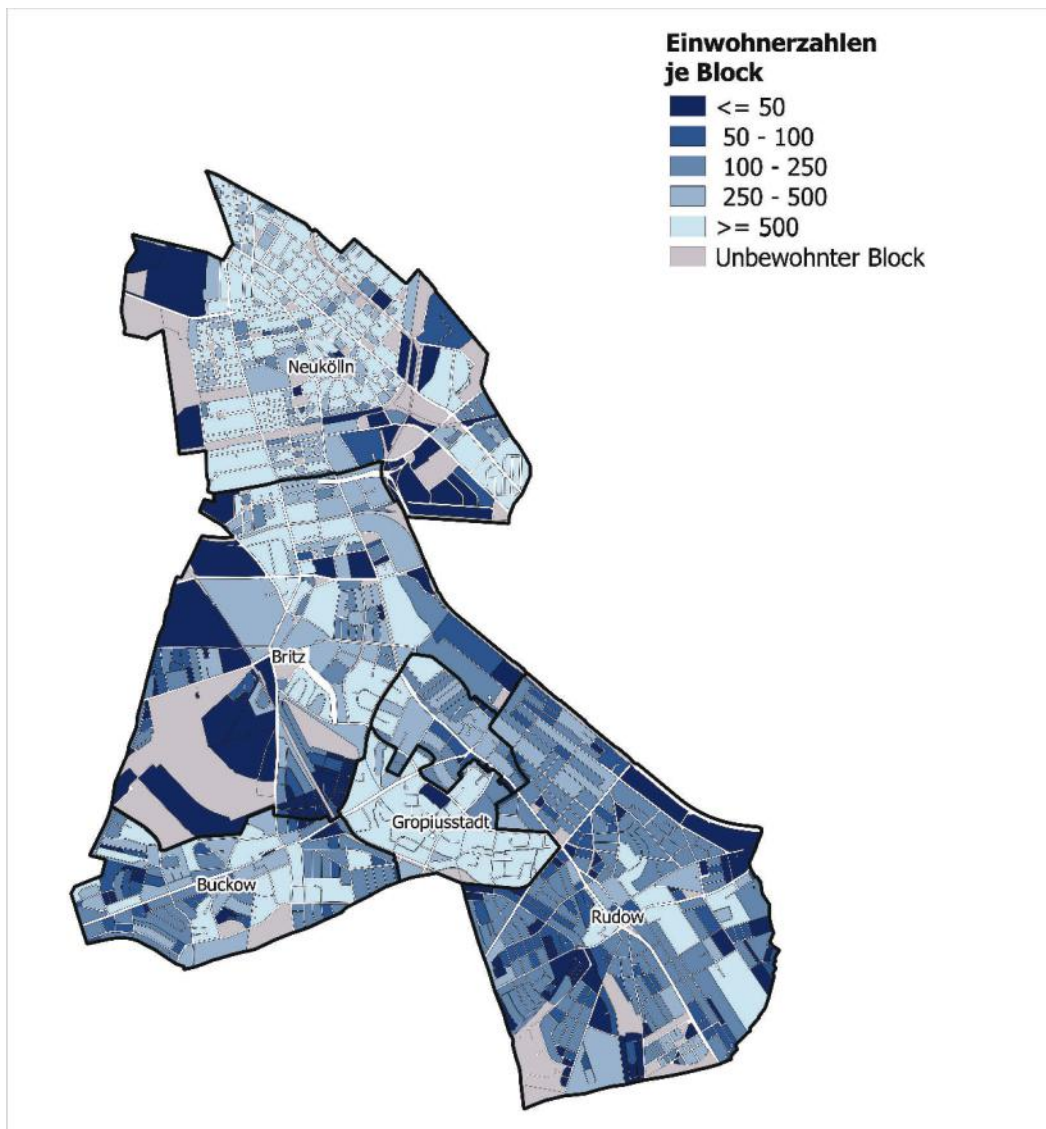 Einwohnerzahlen
je Block
<= 50
50 - 100
100 - 250
250 - 500
>= 500
Unbewohnter Block
Neukölln
Britz
Gropiusstadt
Buckow
Rudow